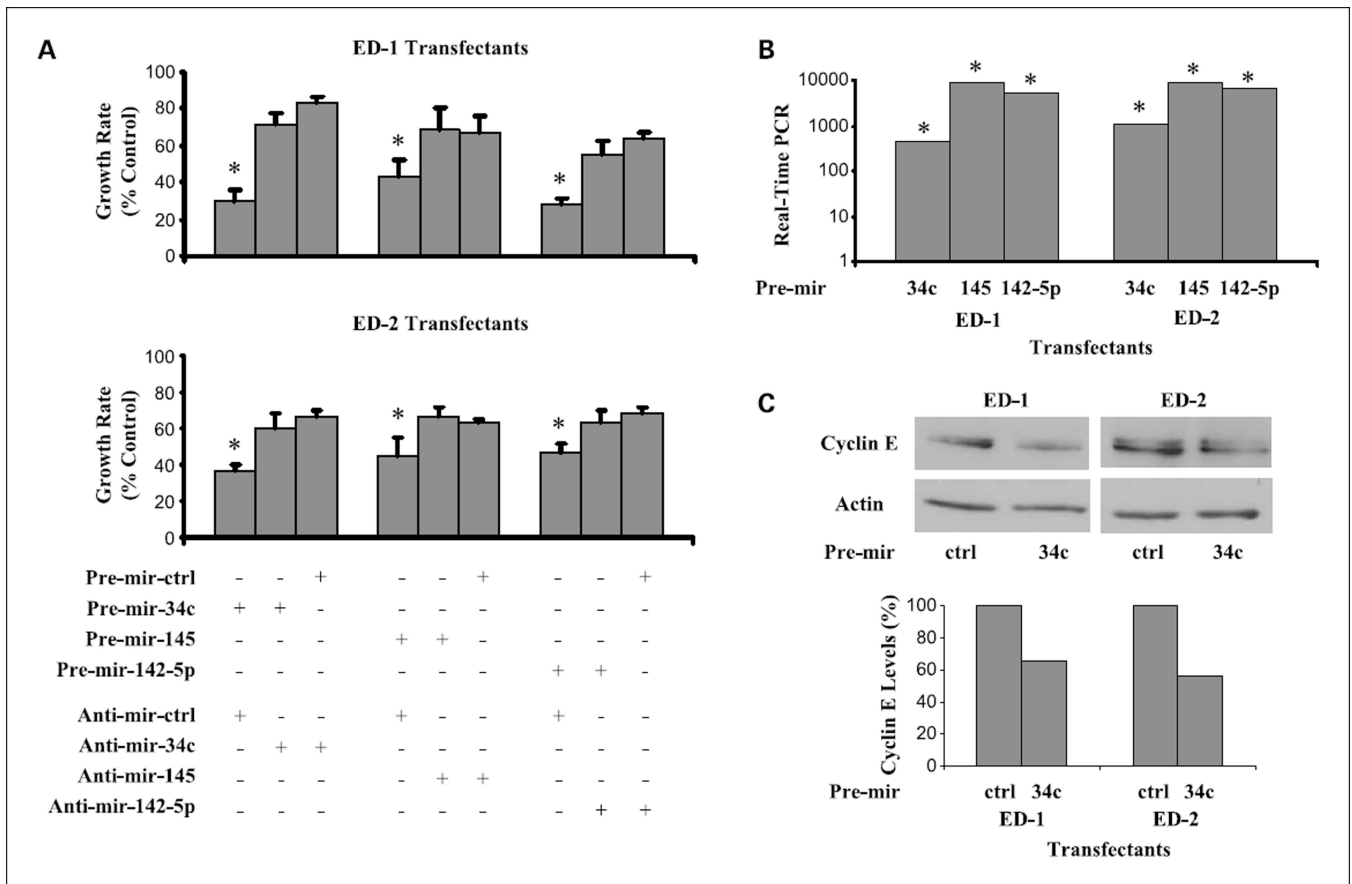 A
ED-1 Transfectants
Growth Rate
(% Control)
100
80
60
40
20
0
* * *
ED-2 Transfectants
Growth Rate
(% Control)
100
80
60
40
20
0
* * *
Pre-mir-ctrl - - + - - + - - +
Pre-mir-34c + + - - - - - - -
Pre-mir-145 - - - + + - - - -
Pre-mir-142-5p - - - - - - + + -
Anti-mir-ctrl + - - + - - + - -
Anti-mir-34c - + + - - - - - -
Anti-mir-145 - - - - + + - - -
Anti-mir-142-5p - - - - - - - + +
B
Real-Time PCR
10000
1000
100
10
1
* * * * * *
Pre-mir 34c 145 142-5p 34c 145 142-5p
ED-1 ED-2
Transfectants
C
ED-1 ED-2
Cyclin E
Actin
Pre-mir ctrl 34c ctrl 34c
Cyclin E Levels (%)
100
80
60
40
20
0
Pre-mir ctrl 34c ctrl 34c
ED-1 ED-2
Transfectants